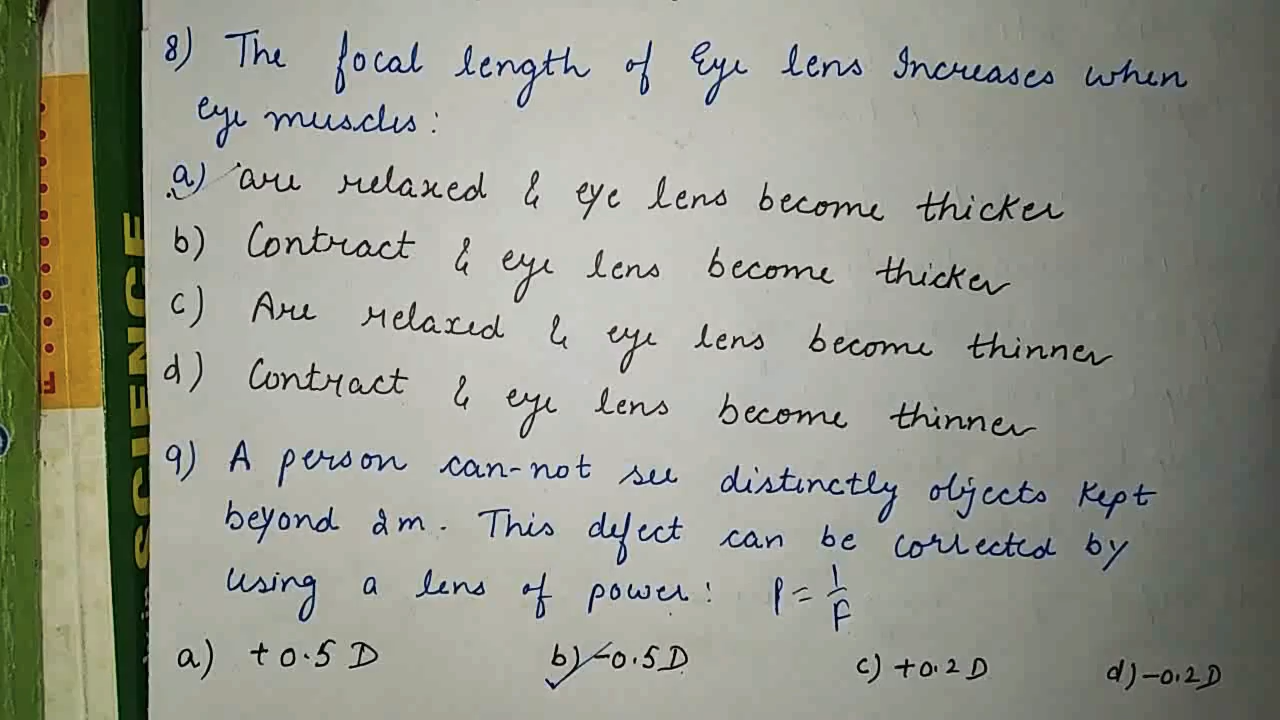 8) The focal length of Eye lens Increases when
eye muscles:
a) are relaxed & eye lens become thicker
b) Contract & eye lens become thicker
c) Are relaxed & eye lens become thinner
d) Contract & eye lens become thinner
9) A person can-not see distinctly objects kept
beyond 2m. This defect can be corrected by
using a lens of power: P = 1/F
a) +0.5 D b) -0.5 D c) +0.2 D d) -0.2 D
SCIENCE